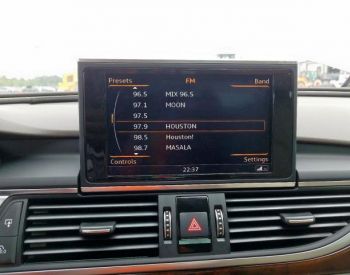 Presets FM Band
96.5 MIX 96.5
97.1 MOON
97.5
97.9 HOUSTON
98.5 Houston!
98.7 MASALA
Controls Settings
22:37